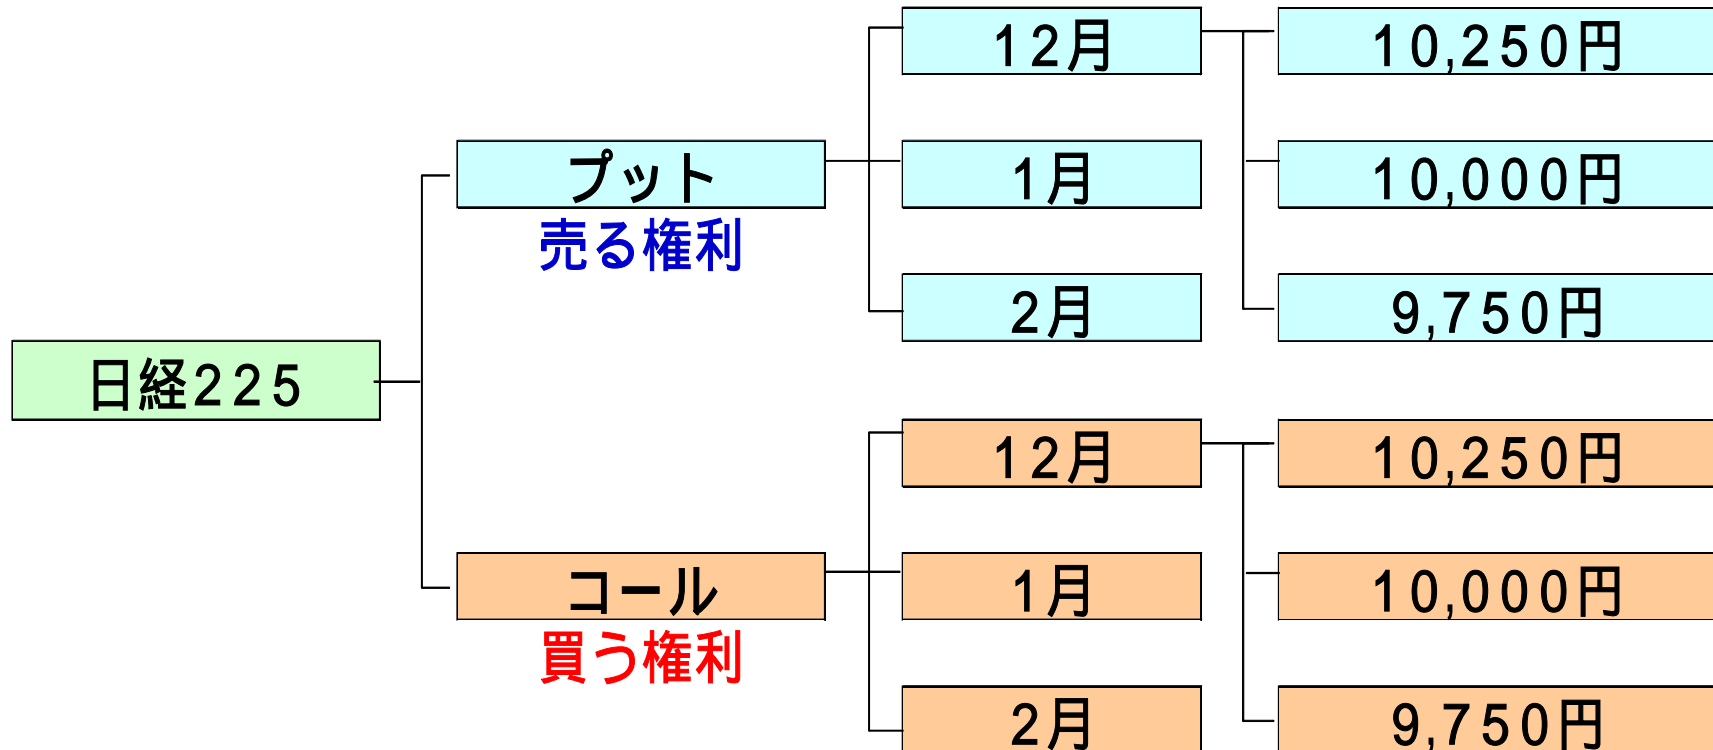 12月
10,250円
プット
1月
10,000円
売る権利
2月
9,750円
日経225
12月
10,250円
コール
1月
10,000円
買う権利
2月
9,750円